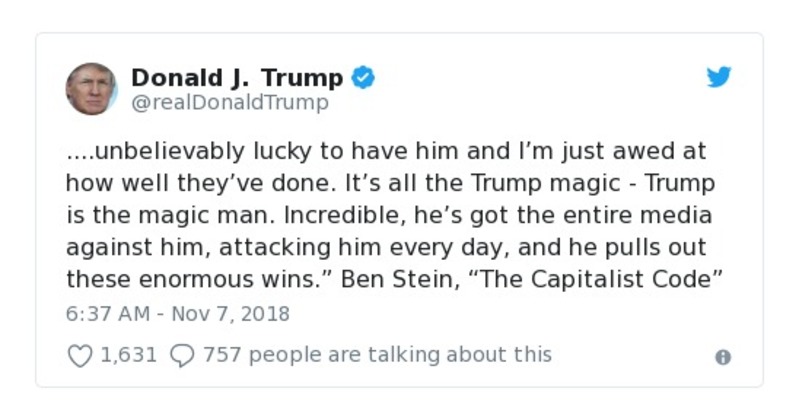 Donald J. Trump
@realDonaldTrump
....unbelievably lucky to have him and I’m just awed at
how well they’ve done. It’s all the Trump magic - Trump
is the magic man. Incredible, he’s got the entire media
against him, attacking him every day, and he pulls out
these enormous wins.” Ben Stein, “The Capitalist Code”
6:37 AM - Nov 7, 2018
1,631 757 people are talking about this